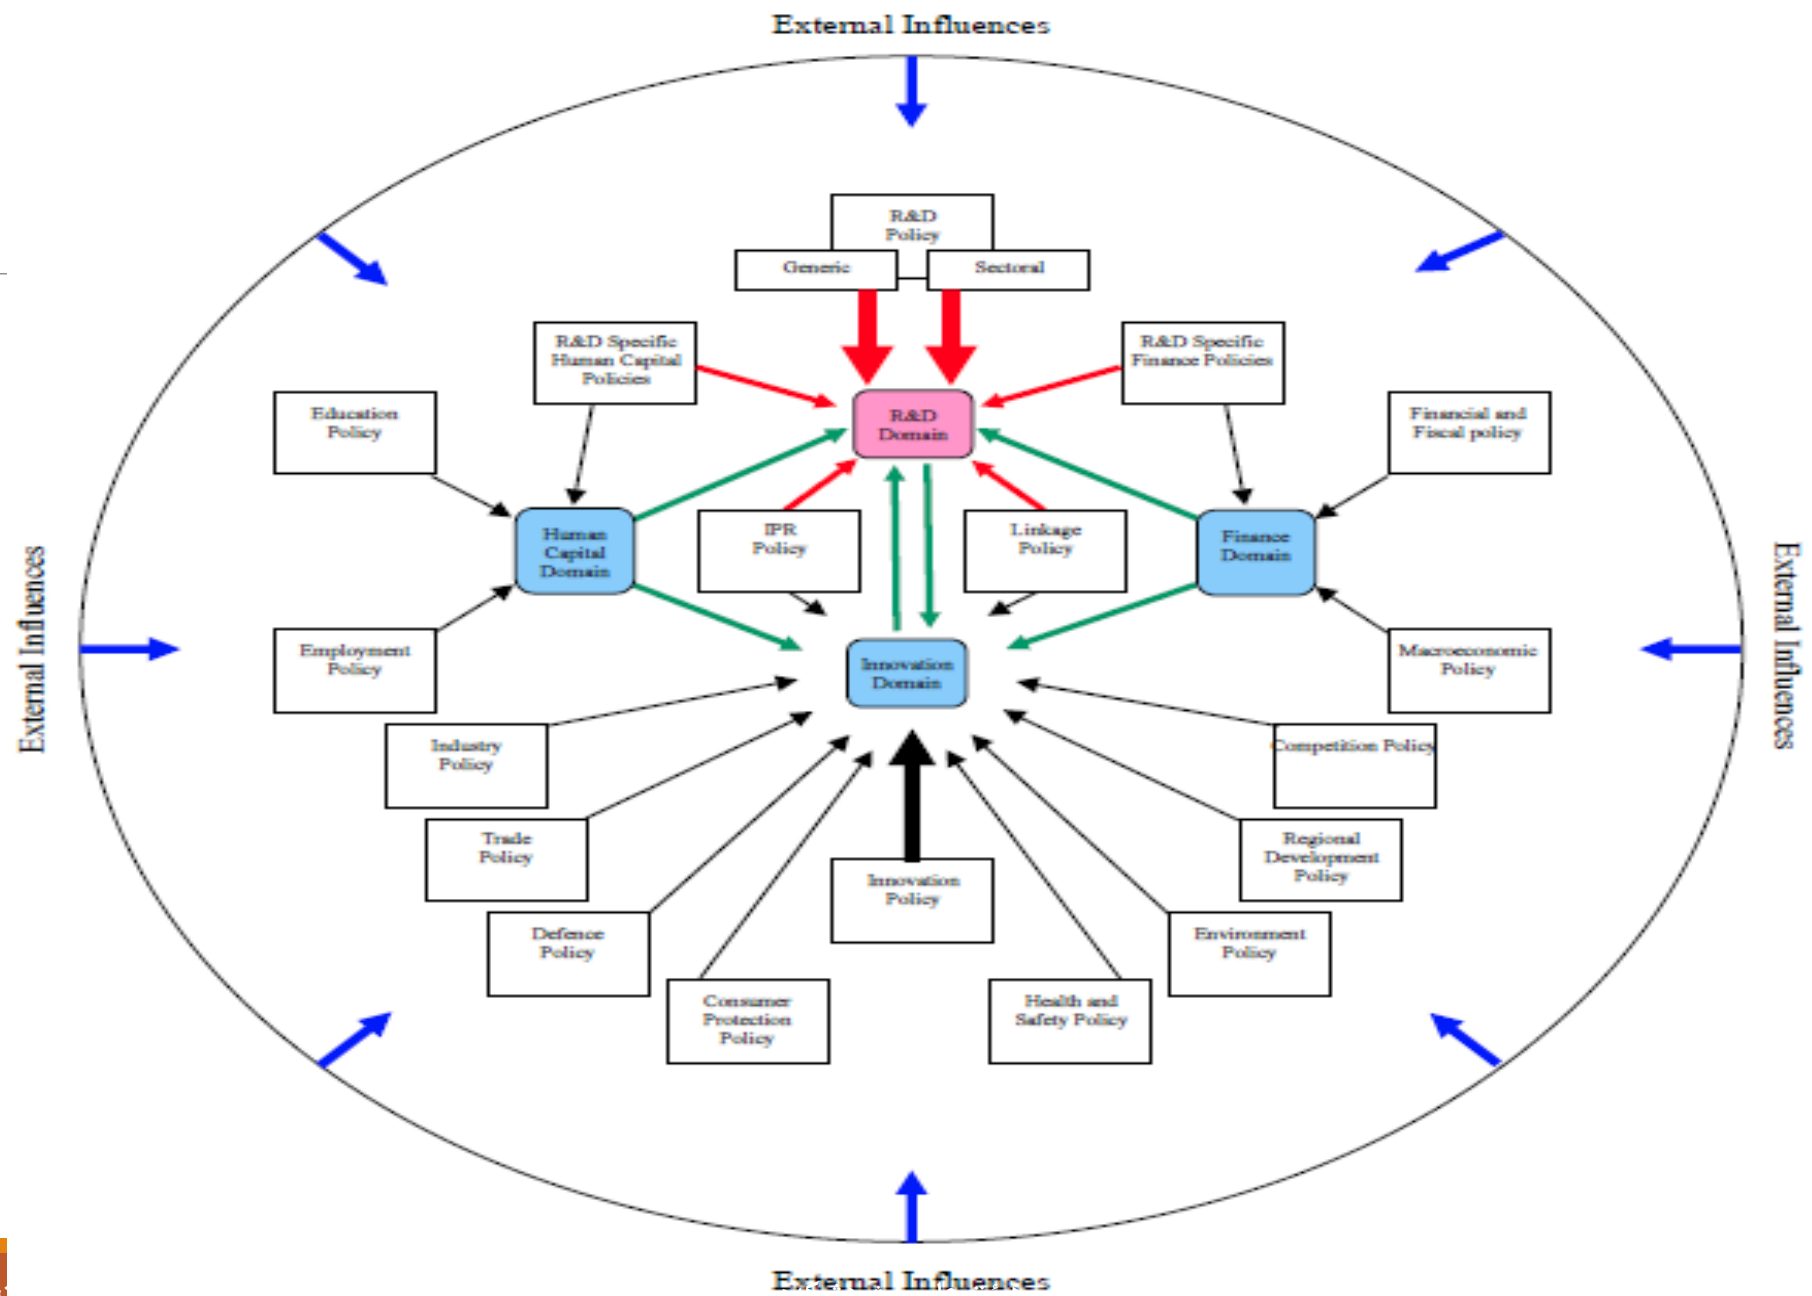 External Influences
R&D
Policy
Generic
Sectoral
R&D Specific
Human Capital
Policies
R&D Specific
Finance Policies
Education
Policy
R&D
Domain
Financial and
Fiscal policy
Human
Capital
Domain
IPR
Policy
Linkage
Policy
Finance
Domain
External Influences
External Influences
Employment
Policy
Innovation
Domain
Macroeconomic
Policy
Industry
Policy
Competition Policy
Trade
Policy
Regional
Development
Policy
Innovation
Policy
Defence
Policy
Environment
Policy
Consumer
Protection
Policy
Health and
Safety Policy
External Influences